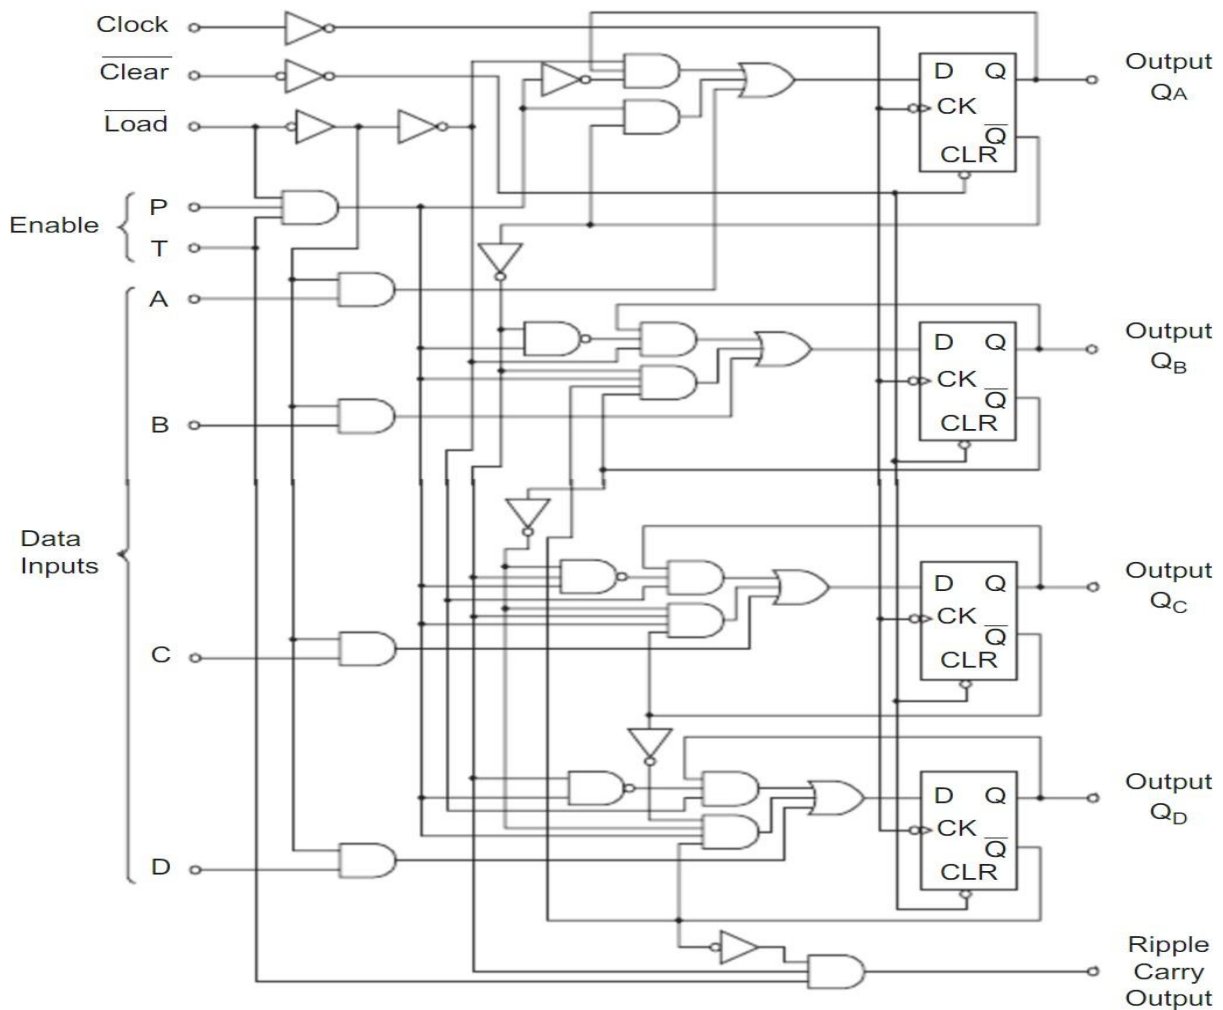 Clock
Clear
Load
Enable
P
T
Data
Inputs
A
B
C
D
D Q
CK
Q
CLR
Output
QA
D Q
CK
Q
CLR
Output
QB
D Q
CK
Q
CLR
Output
QC
D Q
CK
Q
CLR
Output
QD
Ripple
Carry
Output